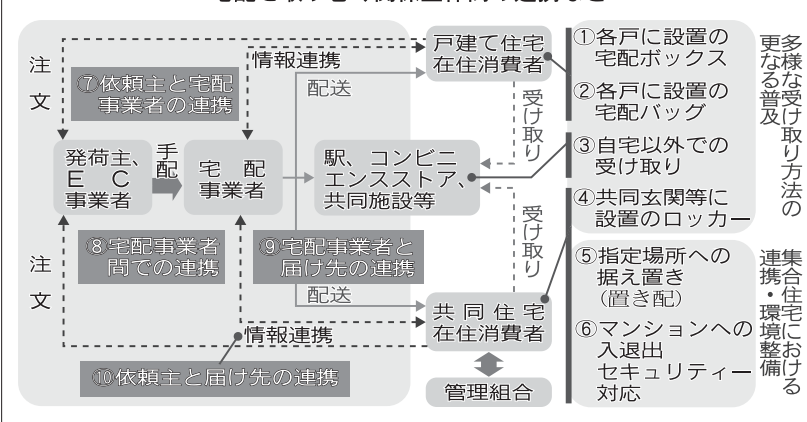 戸建て住宅
在住消費者
情報連携
配送
注文
⑦依頼主と宅配
事業者の連携
受け取り
発荷主、
ＥＣ
事業者
手配
宅配
事業者
駅、コンビニ
エンスストア、
共同施設等
⑧宅配事業者
間での連携
⑨宅配事業者と
届け先の連携
受け取り
注文
配送
共同住宅
在住消費者
情報連携
⑩依頼主と届け先の連携
管理組合
①各戸に設置の
宅配ボックス
②各戸に設置の
宅配バッグ
③自宅以外での
受け取り
④共同玄関等に
設置のロッカー
多様な受け取り方法の
更なる普及
⑤指定場所への
据え置き
（置き配）
⑥マンションへの
入退出
セキュリティー
対応
集合住宅における
連携・環境整備